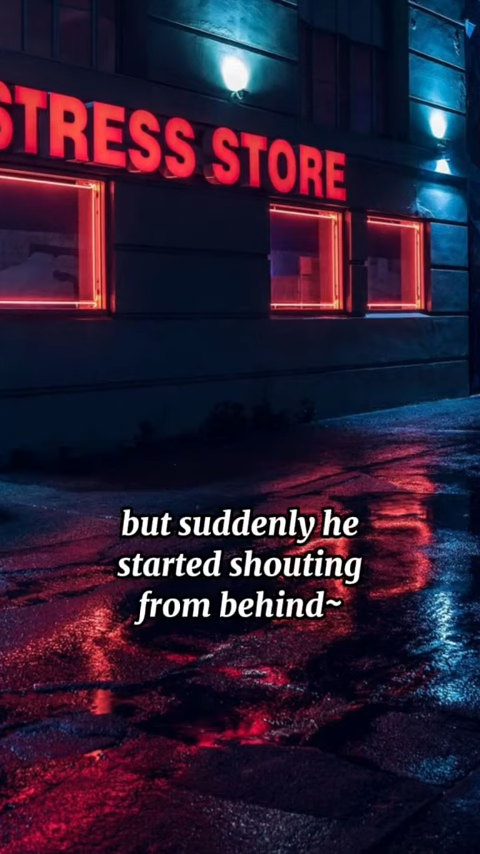 STRESS STORE
but suddenly he
started shouting
from behind~